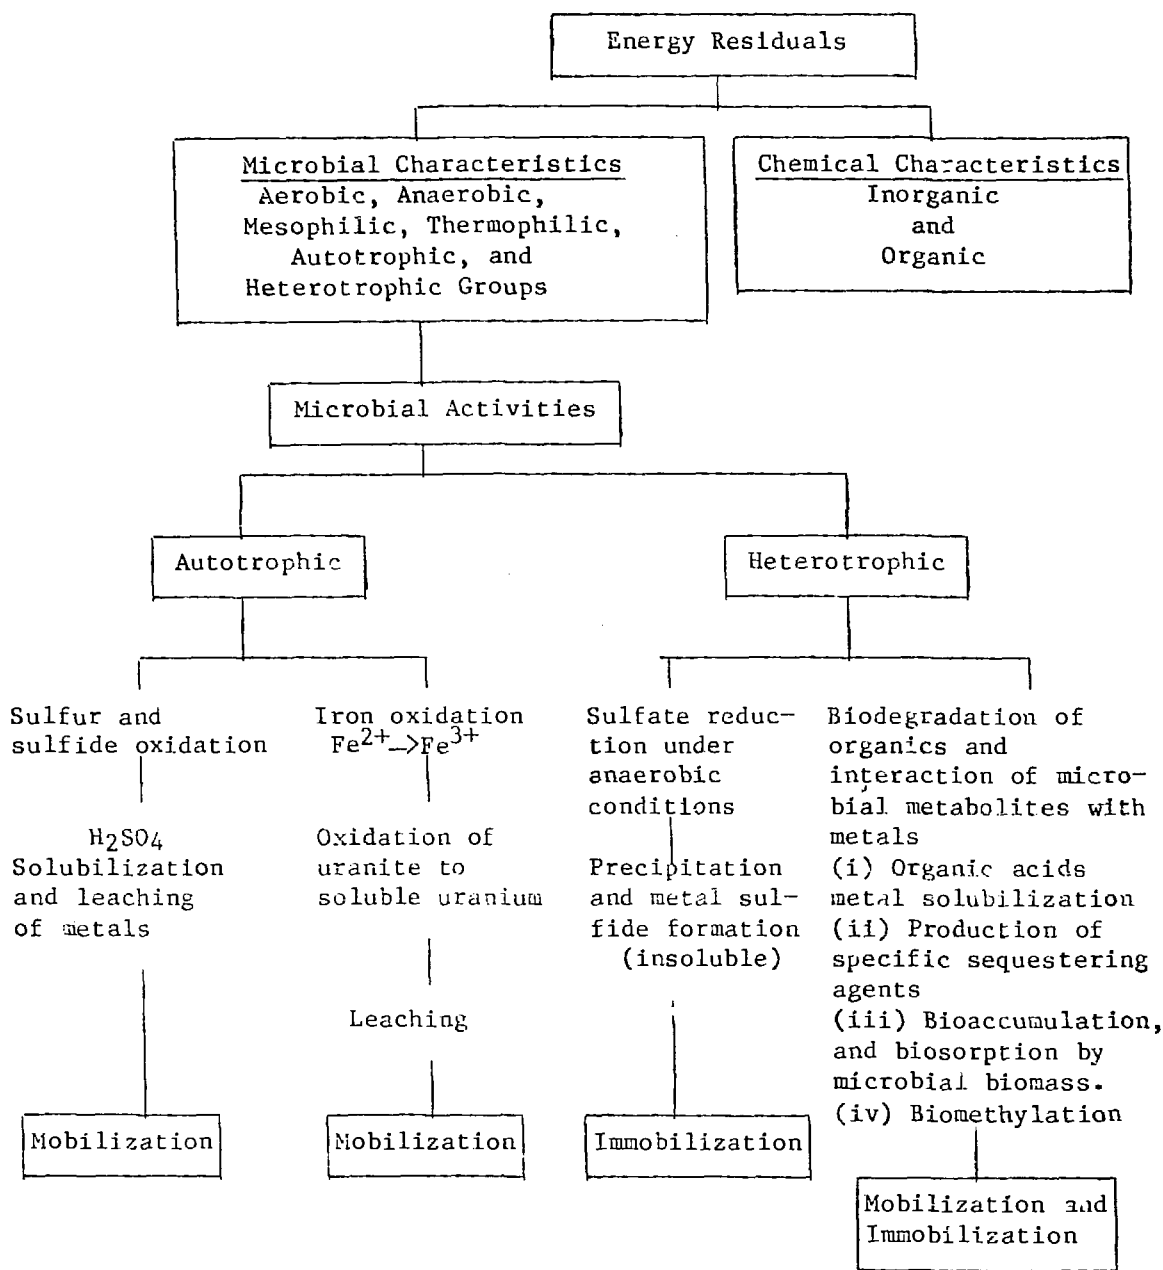 Energy Residuals
Microbial Characteristics
Aerobic, Anaerobic,
Mesophilic, Thermophilic,
Autotrophic, and
Heterotrophic Groups
Chemical Characteristics
Inorganic
and
Organic
Microbial Activities
Autotrophic
Heterotrophic
Sulfur and
sulfide oxidation
H2SO4
Solubilization
and leaching
of metals
Mobilization
Iron oxidation
Fe2+—>Fe3+
Oxidation of
uranite to
soluble uranium
Leaching
Mobilization
Sulfate reduc-
tion under
anaerobic
conditions
Precipitation
and metal sul-
fide formation
(insoluble)
Immobilization
Biodegradation of
organics and
interaction of micro-
bial metabolites with
metals
(i) Organic acids
metal solubilization
(ii) Production of
specific sequestering
agents
(iii) Bioaccumulation,
and biosorption by
microbial biomass.
(iv) Biomethylation
Mobilization and
Immobilization